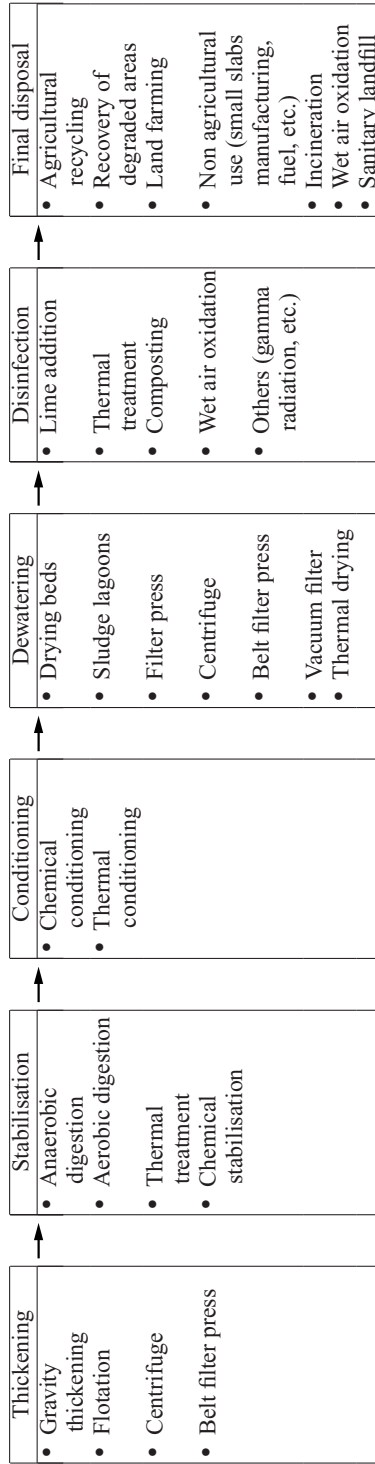 Thickening
• Gravity
thickening
• Flotation
• Centrifuge
• Belt filter press
Stabilisation
• Anaerobic
digestion
• Aerobic digestion
• Thermal
treatment
• Chemical
stabilisation
Conditioning
• Chemical
conditioning
• Thermal
conditioning
Dewatering
• Drying beds
• Sludge lagoons
• Filter press
• Centrifuge
• Belt filter press
• Vacuum filter
• Thermal drying
Disinfection
• Lime addition
• Thermal
treatment
• Composting
• Wet air oxidation
• Others (gamma
radiation, etc.)
Final disposal
• Agricultural
recycling
• Recovery of
degraded areas
• Land farming
• Non agricultural
use (small slabs
manufacturing,
fuel, etc.)
• Incineration
• Wet air oxidation
• Sanitary landfill